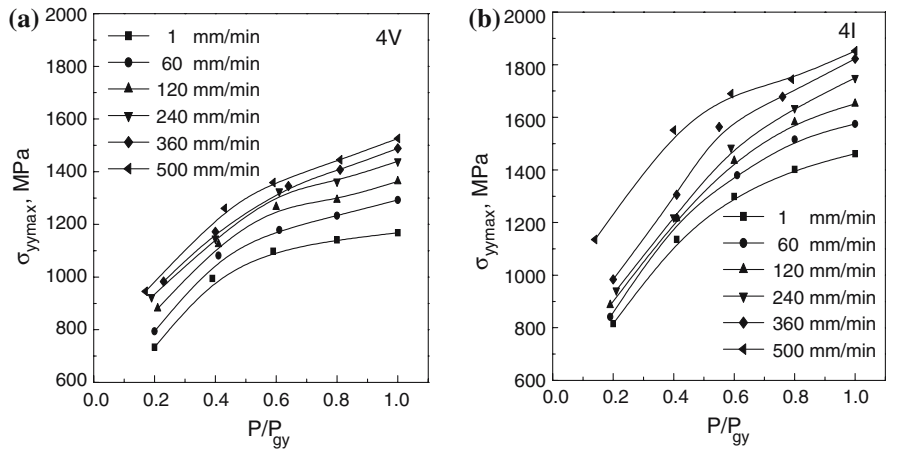 (a)
2000
1800
1600
1400
1200
1000
800
600
σyymax, MPa
4V
1 mm/min
60 mm/min
120 mm/min
240 mm/min
360 mm/min
500 mm/min
0.0 0.2 0.4 0.6 0.8 1.0
P/Pgy
(b)
2000
1800
1600
1400
1200
1000
800
600
σyymax, MPa
4I
1 mm/min
60 mm/min
120 mm/min
240 mm/min
360 mm/min
500 mm/min
0.0 0.2 0.4 0.6 0.8 1.0
P/Pgy